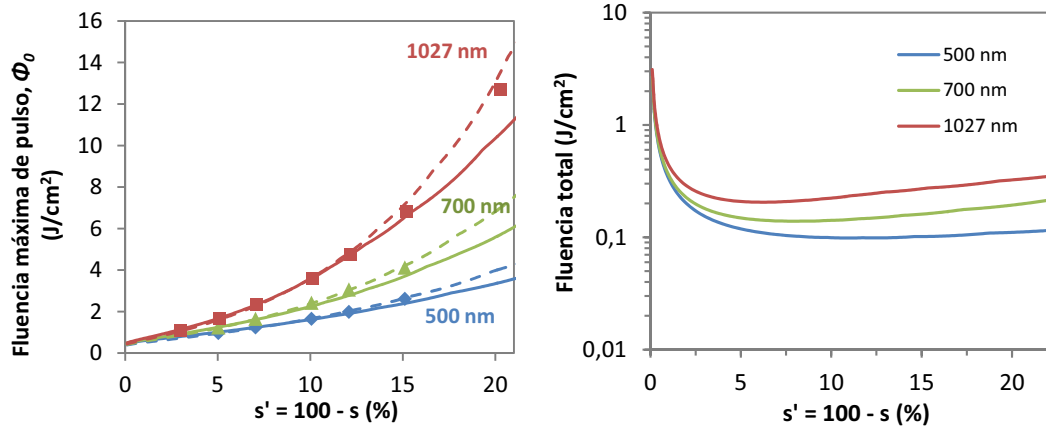 Fluencia máxima de pulso, Φ0
(J/cm2)
16
14
12
10
8
6
4
2
0
1027 nm
700 nm
500 nm
0
5
10
15
20
s' = 100 - s (%)
Fluencia total (J/cm2)
10
1
0,1
0,01
500 nm
700 nm
1027 nm
0
5
10
15
20
s' = 100 - s (%)